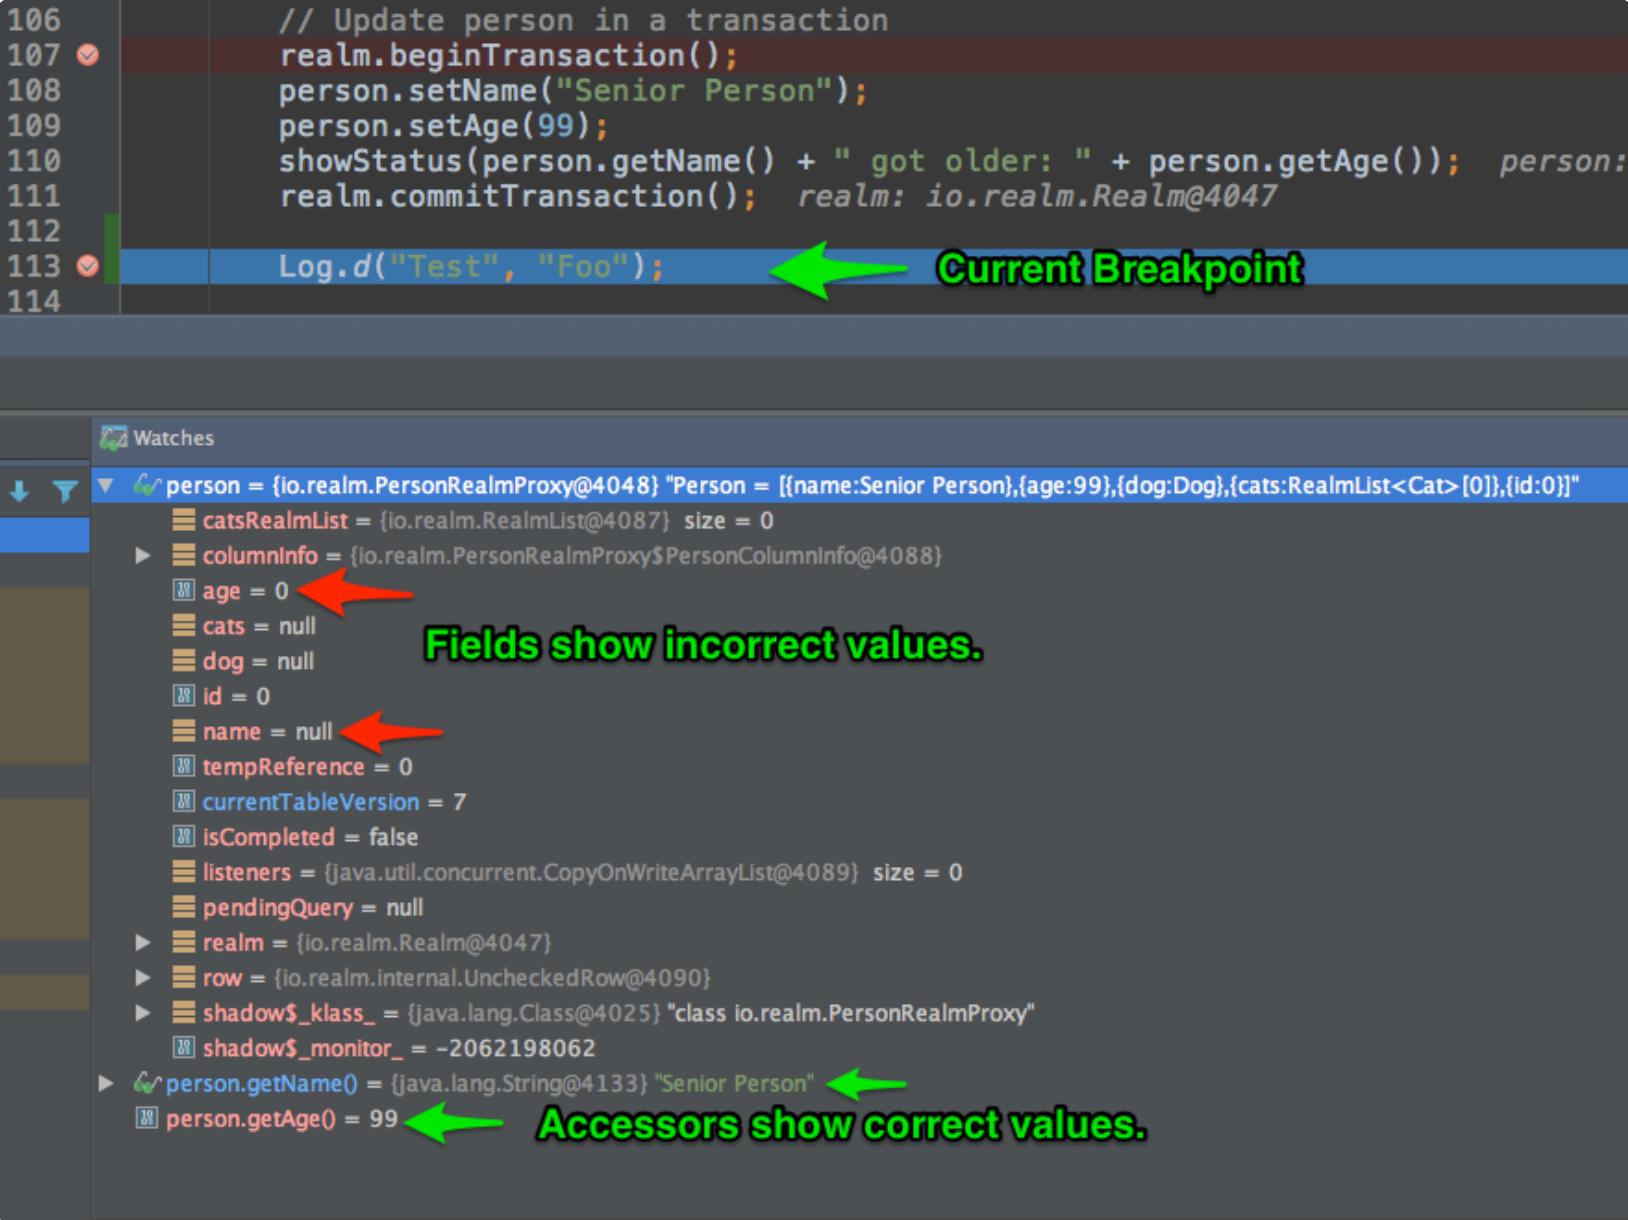 106 // Update person in a transaction
107 realm.beginTransaction();
108 person.setName("Senior Person");
109 person.setAge(99);
110 showStatus(person.getName() + " got older: " + person.getAge()); person:
111 realm.commitTransaction(); realm: io.realm.Realm@4047
112
113 Log.d("Test", "Foo"); Current Breakpoint
114
Watches
person = {io.realm.PersonRealmProxy@4048} "Person = [{name:Senior Person},{age:99},{dog:Dog},{cats:RealmList<Cat>[0]},{id:0}]"
catsRealmList = {io.realm.RealmList@4087} size = 0
columnInfo = {io.realm.PersonRealmProxy$PersonColumnInfo@4088}
age = 0
cats = null
Fields show incorrect values.
dog = null
id = 0
name = null
tempReference = 0
currentTableVersion = 7
isCompleted = false
listeners = {java.util.concurrent.CopyOnWriteArrayList@4089} size = 0
pendingQuery = null
realm = {io.realm.Realm@4047}
row = {io.realm.internal.UncheckedRow@4090}
shadow$_klass_ = {java.lang.Class@4025} "class io.realm.PersonRealmProxy"
shadow$_monitor_ = -2062198062
person.getName() = {java.lang.String@4133} "Senior Person"
person.getAge() = 99 Accessors show correct values.